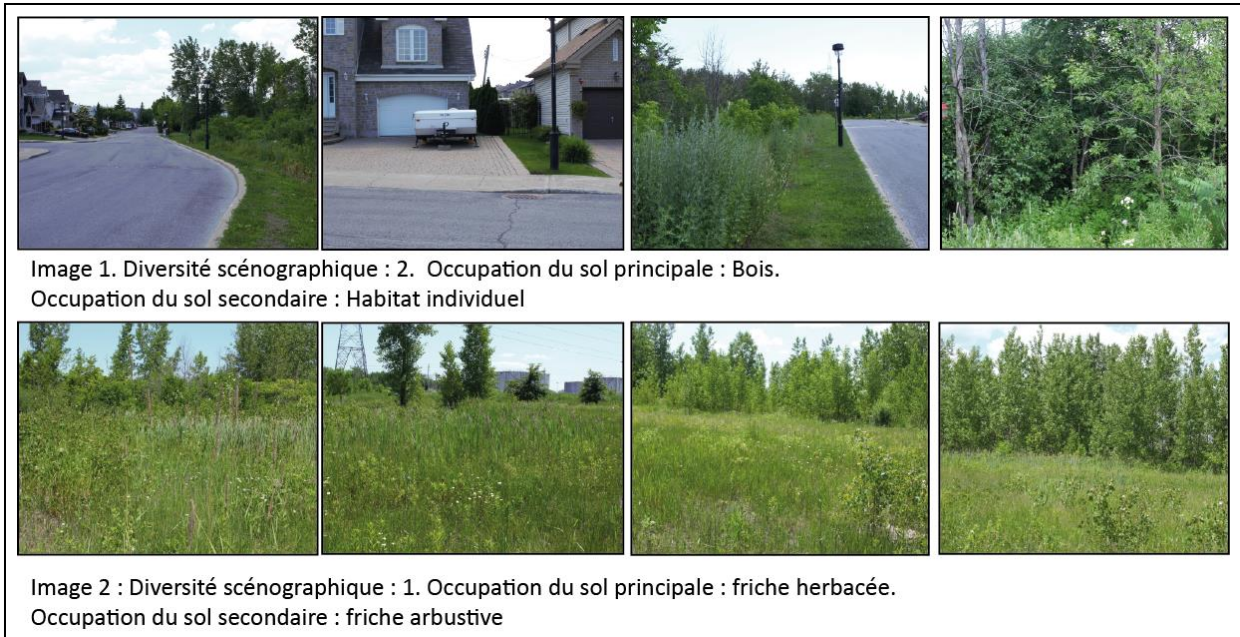 Image 1. Diversité scénographique : 2.  Occupation du sol principale : Bois.
Occupation du sol secondaire : Habitat individuel
Image 2 : Diversité scénographique : 1. Occupation du sol principale : friche herbacée.
Occupation du sol secondaire : friche arbustive